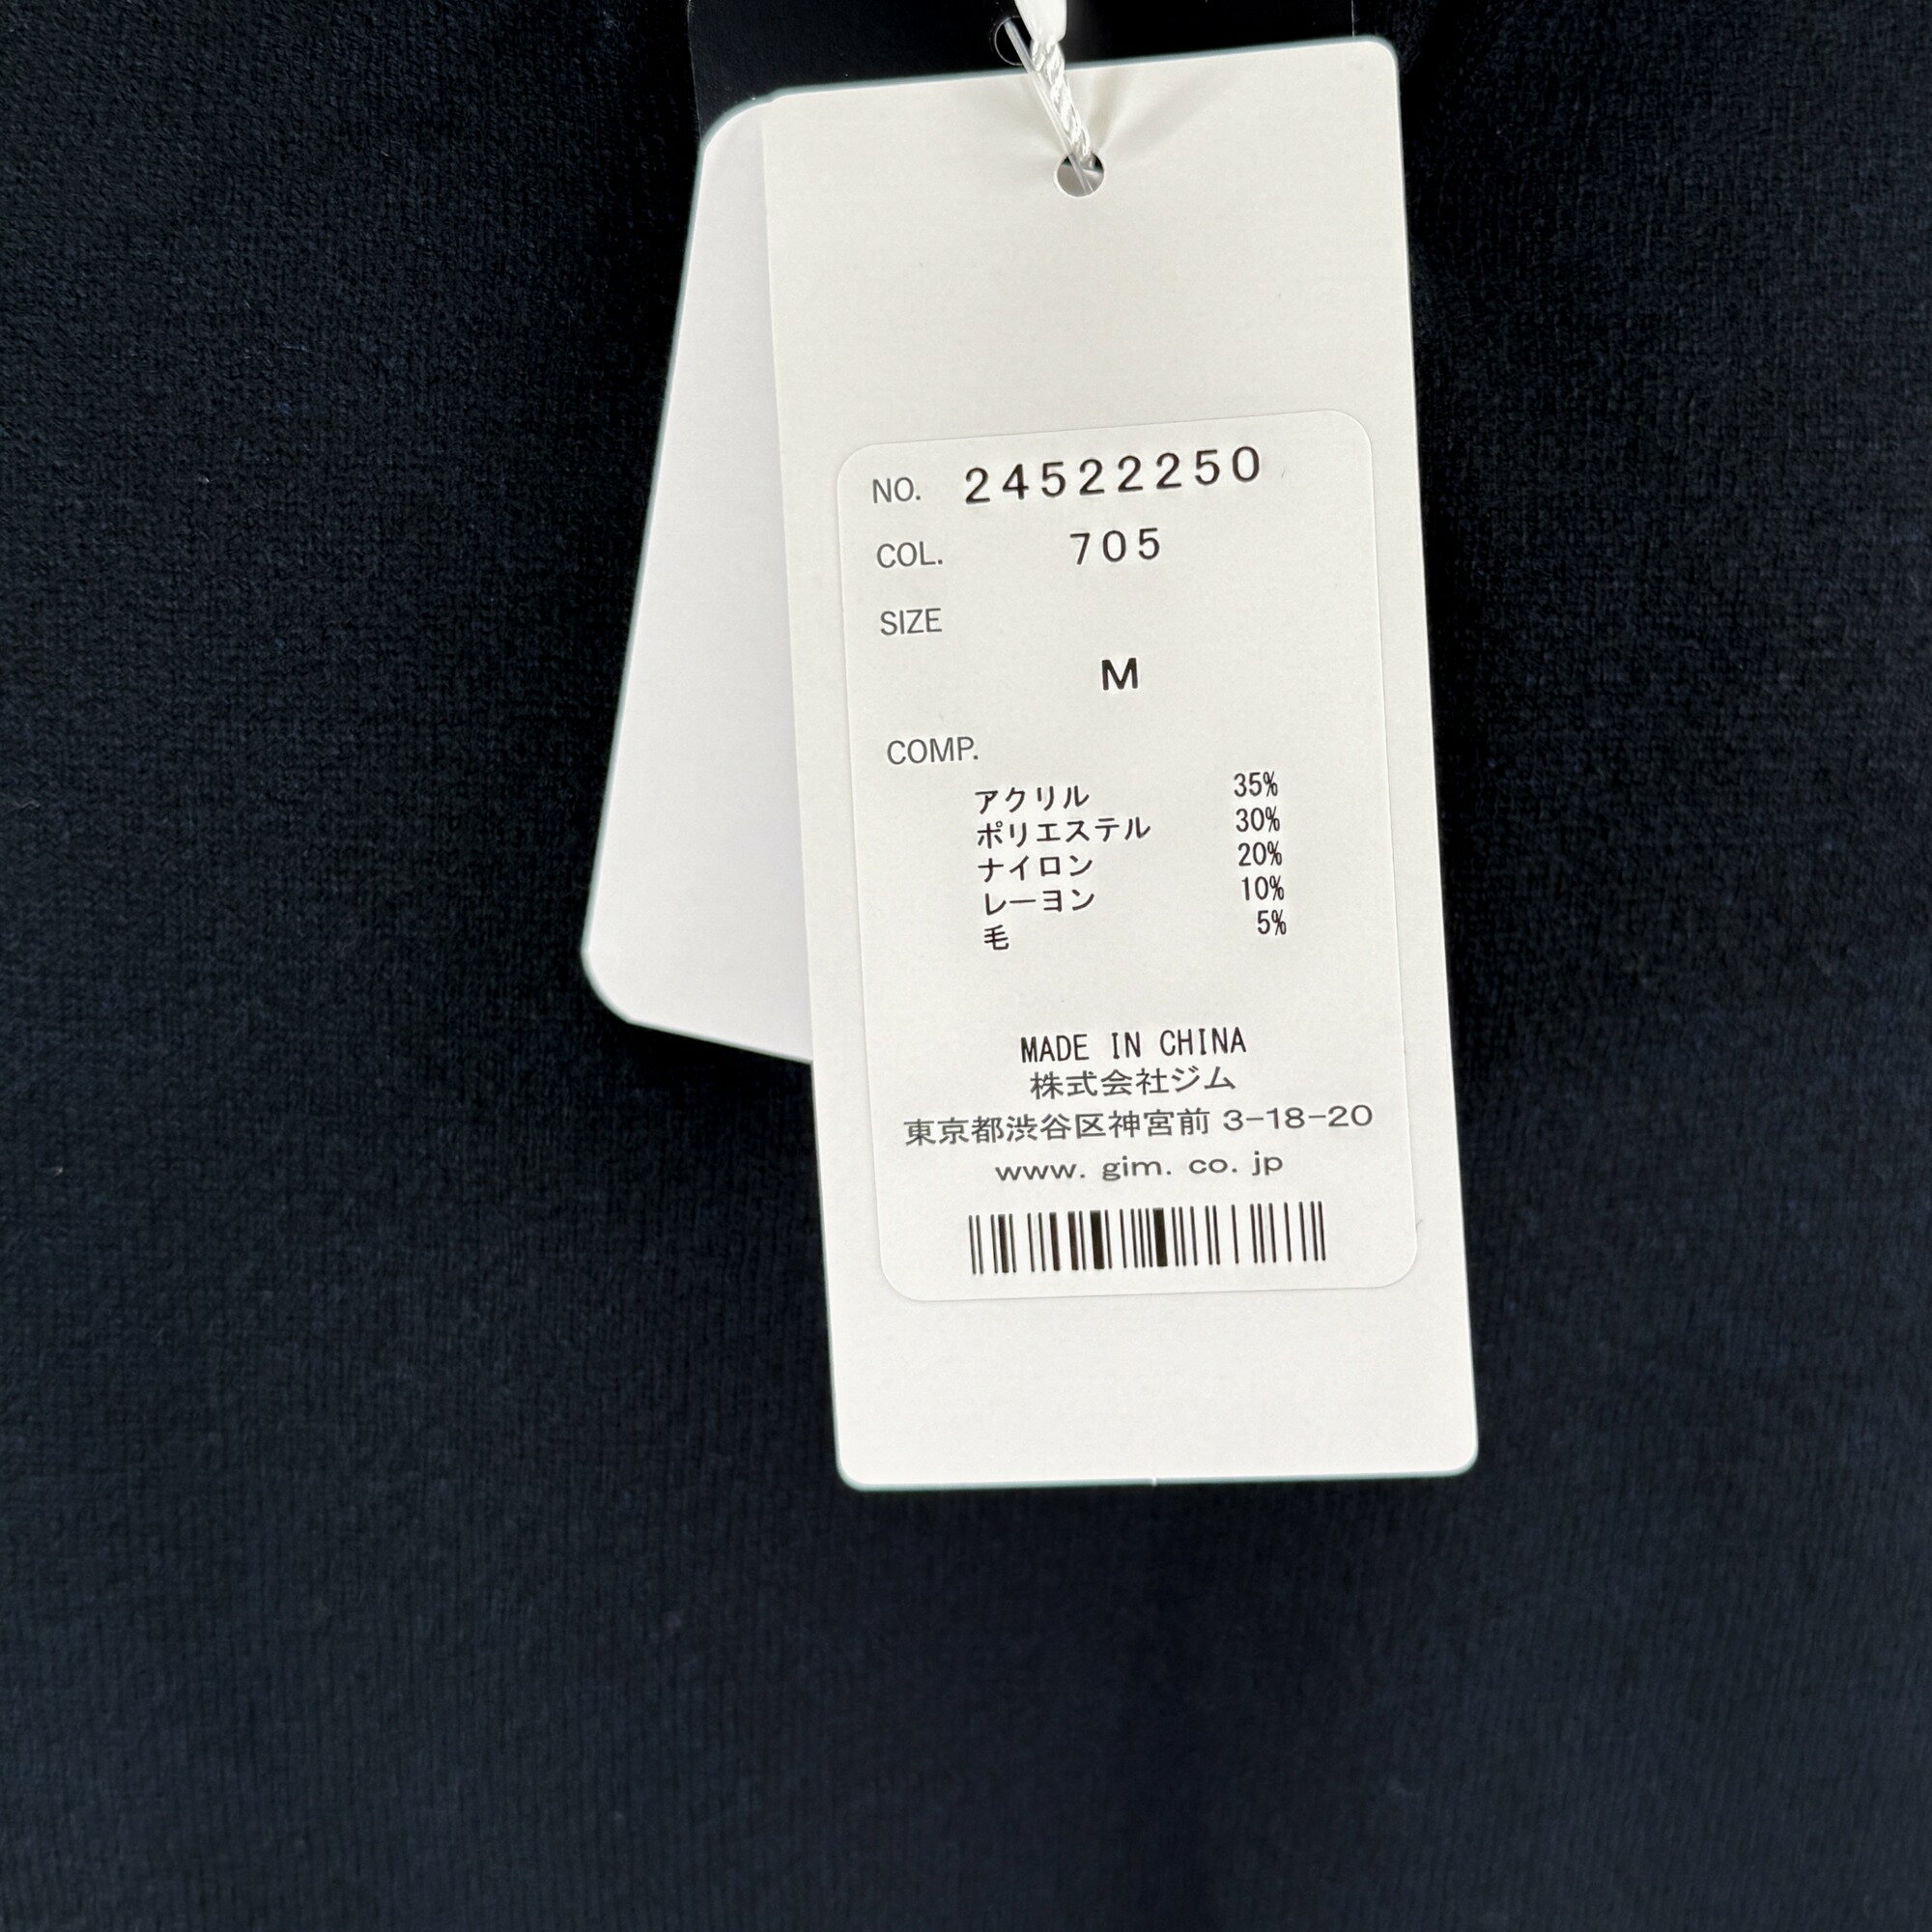 NO. 24522250
COL. 705
SIZE
M
COMP.
アクリル 35%
ポリエステル 30%
ナイロン 20%
レーヨン 10%
毛 5%
MADE IN CHINA
株式会社ジム
東京都渋谷区神宮前 3-18-20
www. gim. co. jp